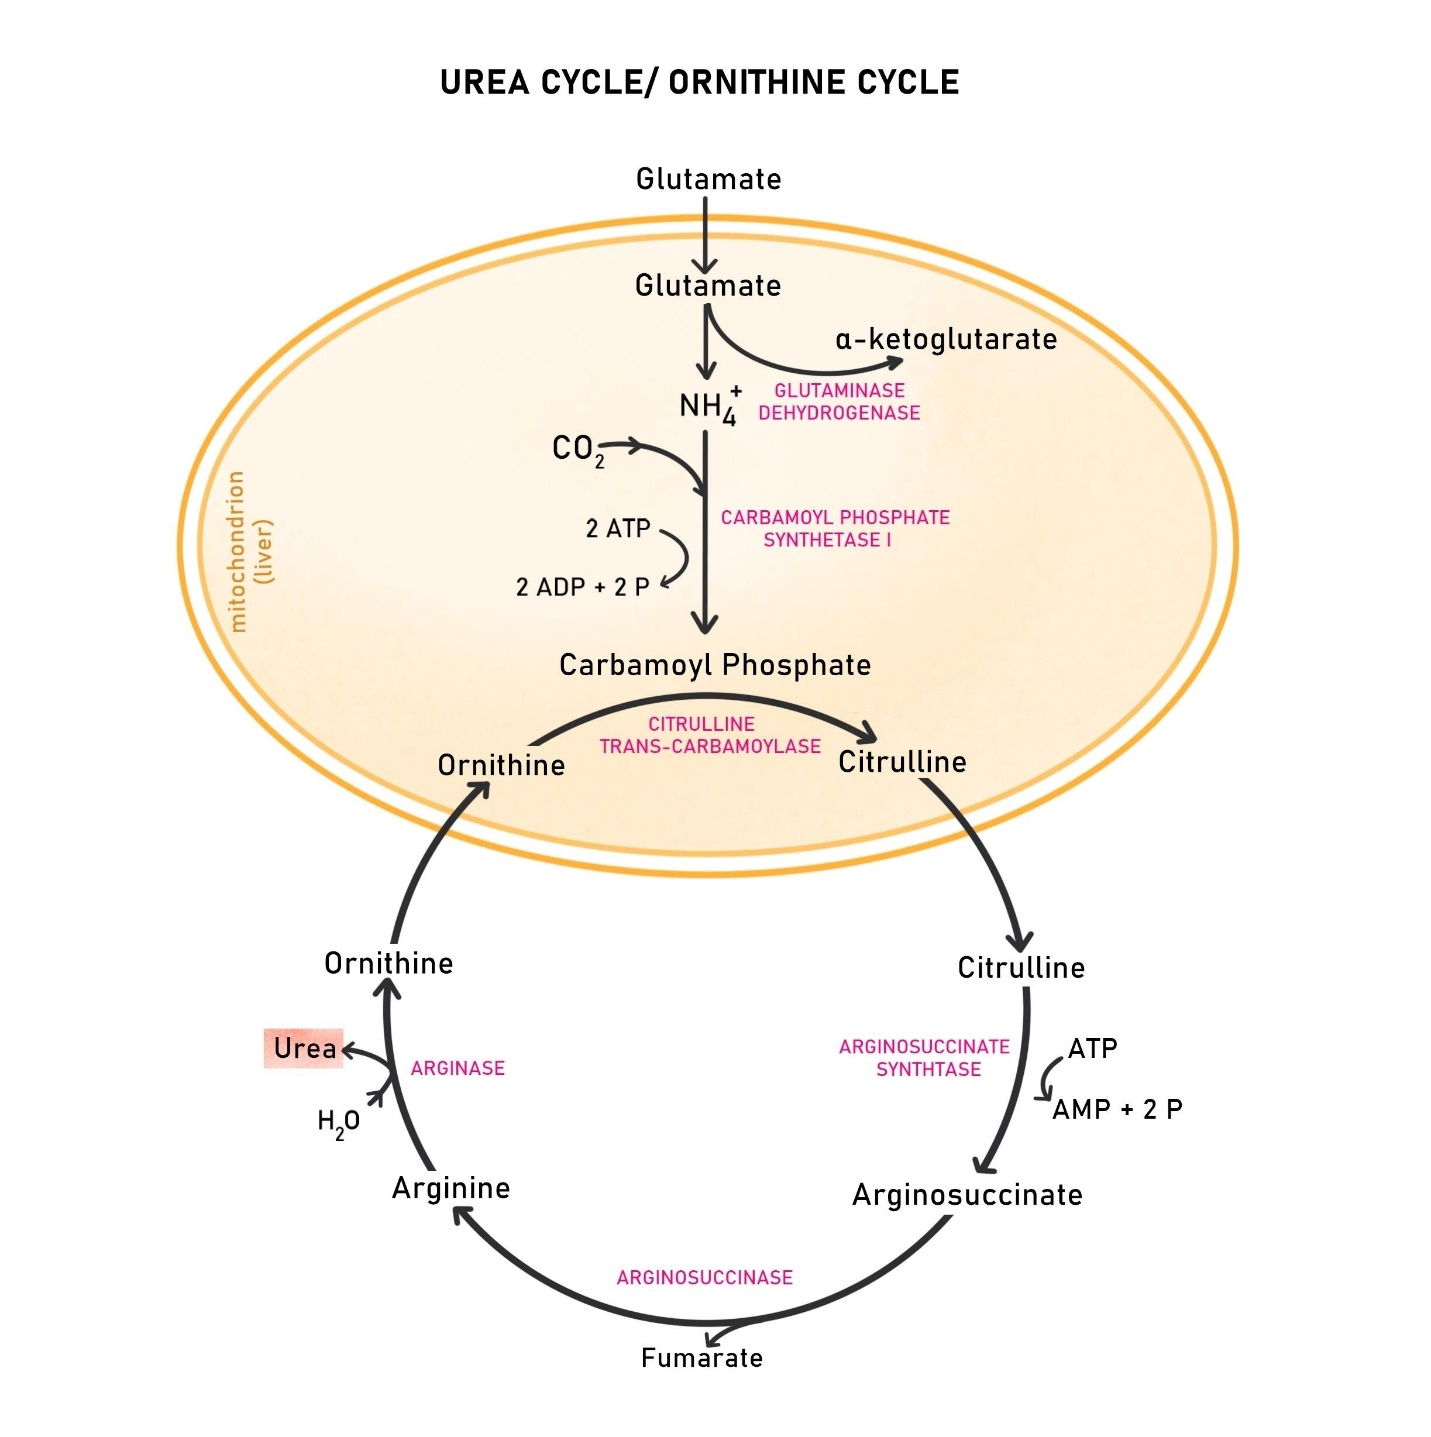 UREA CYCLE/ ORNITHINE CYCLE
Glutamate
Glutamate
α-ketoglutarate
NH₄⁺
GLUTAMINASE
DEHYDROGENASE
CO₂
mitochondrion
(liver)
2 ATP
CARBAMOYL PHOSPHATE
SYNTHETASE I
2 ADP + 2 P
Carbamoyl Phosphate
CITRULLINE
TRANS-CARBAMOYLASE
Ornithine
Citrulline
Ornithine
Citrulline
Urea
ARGINASE
H₂O
ARGINOSUCCINATE
SYNTHTASE
ATP
AMP + 2 P
Arginine
Arginosuccinate
ARGINOSUCCINASE
Fumarate